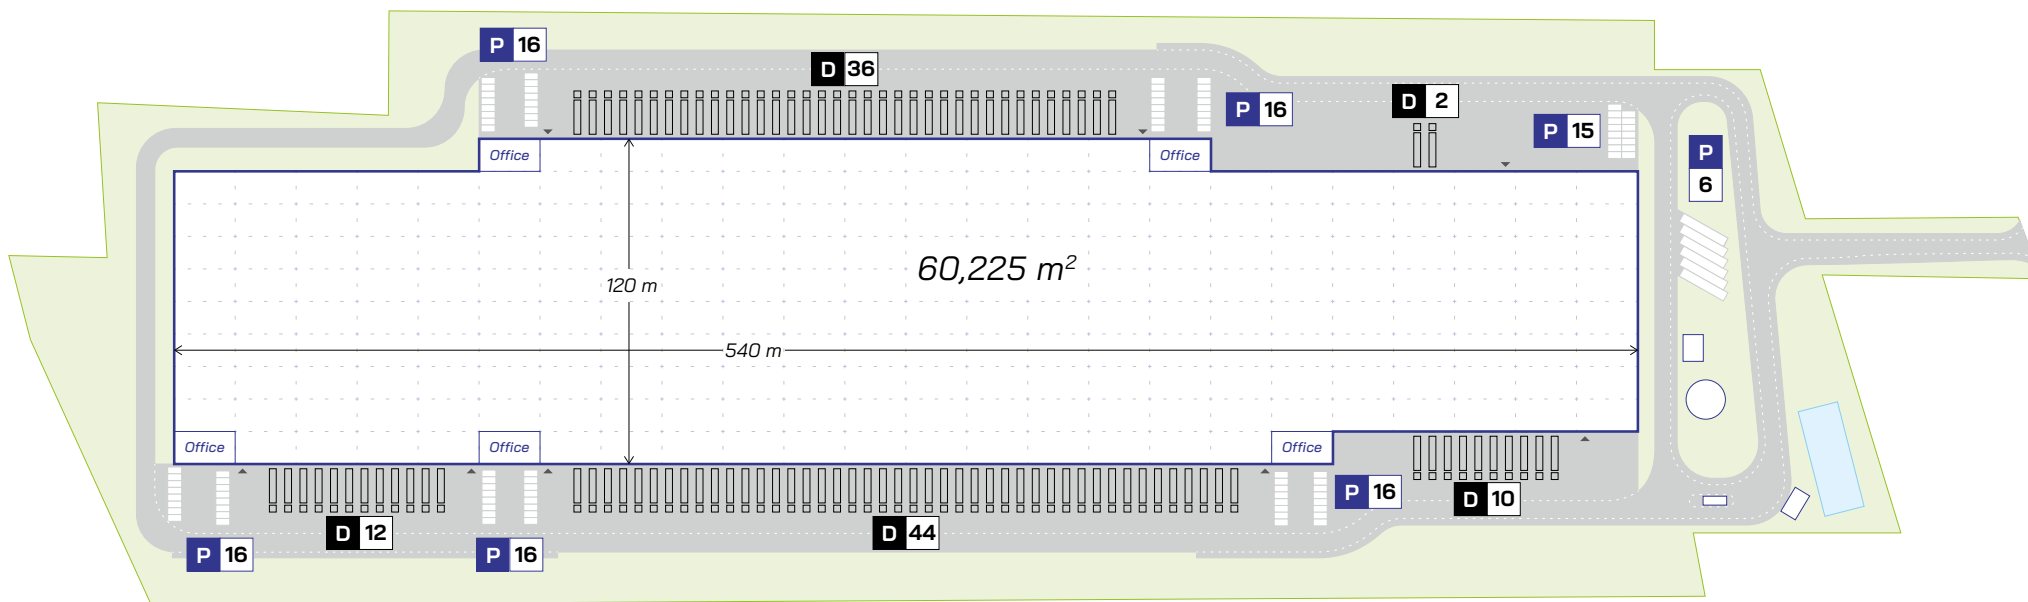 P 16
D 36
D 2
P 16
P 15
P
6
Office
Office
60,225 m²
120 m
540 m
Office
Office
Office
P 16
D 10
D 12
D 44
P 16
P 16